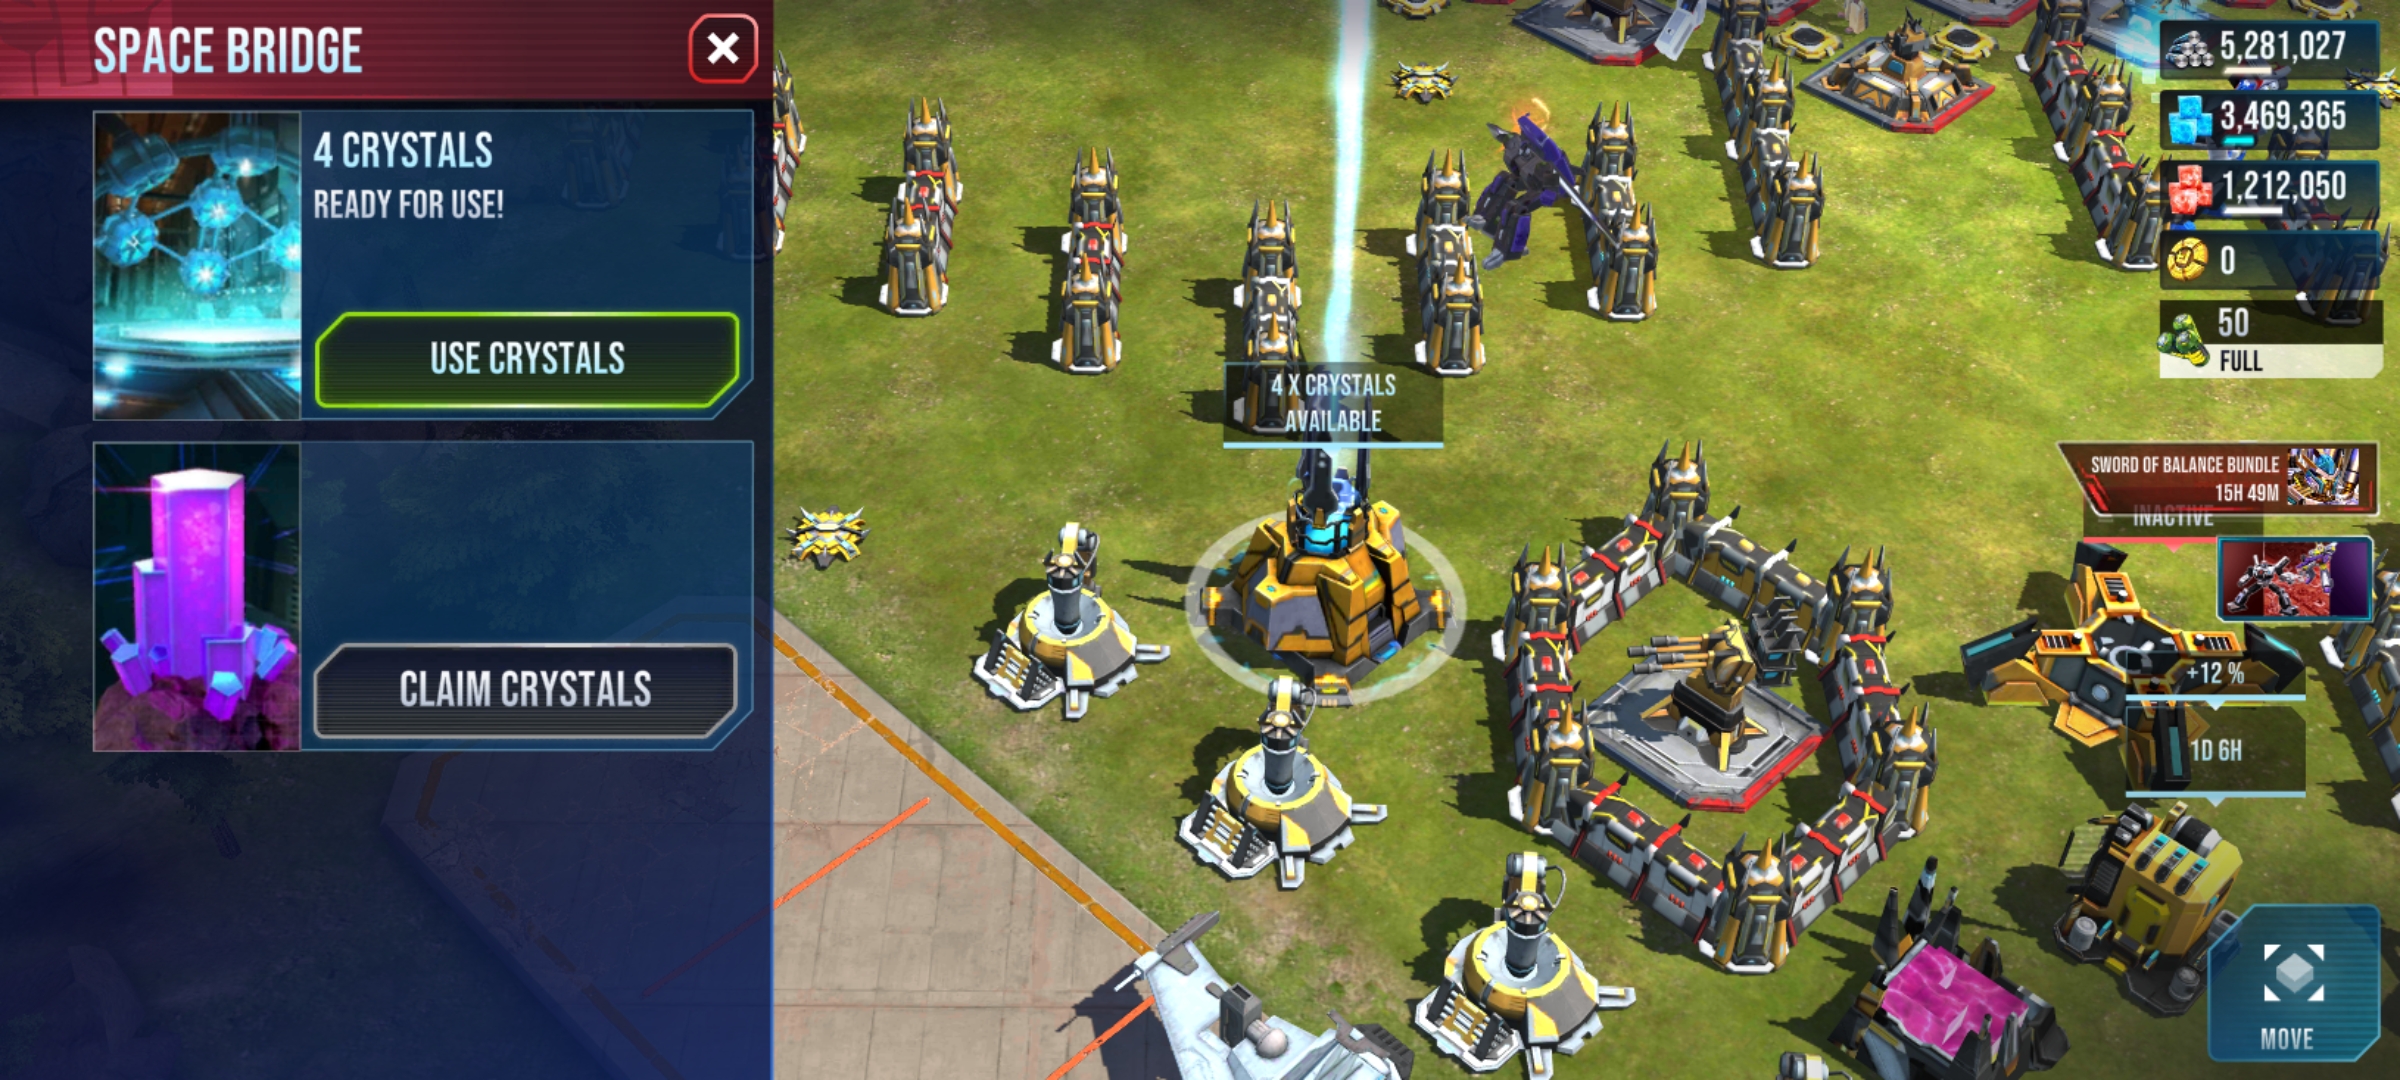 SPACE BRIDGE
4 CRYSTALS
READY FOR USE!
USE CRYSTALS
CLAIM CRYSTALS
4 X CRYSTALS
AVAILABLE
5,281,027
3,469,365
1,212,050
0
50
FULL
SWORD OF BALANCE BUNDLE
15H 49M
INACTIVE
+12 %
1D 6H
MOVE